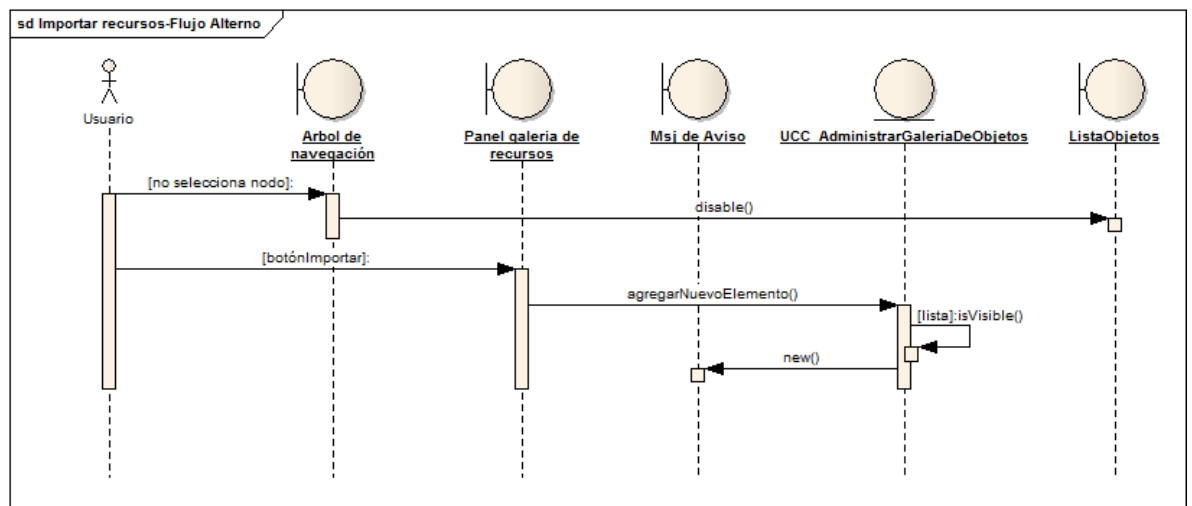 sd Importar recursos-Flujo Alterno
Usuario
Arbol de
navegación
Panel galeria de
recursos
Msj de Aviso
UCC_AdministrarGaleriaDeObjetos
ListaObjetos
[no selecciona nodo]:
disable()
[botónImportar]:
agregarNuevoElemento()
[lista]:isVisible()
new()